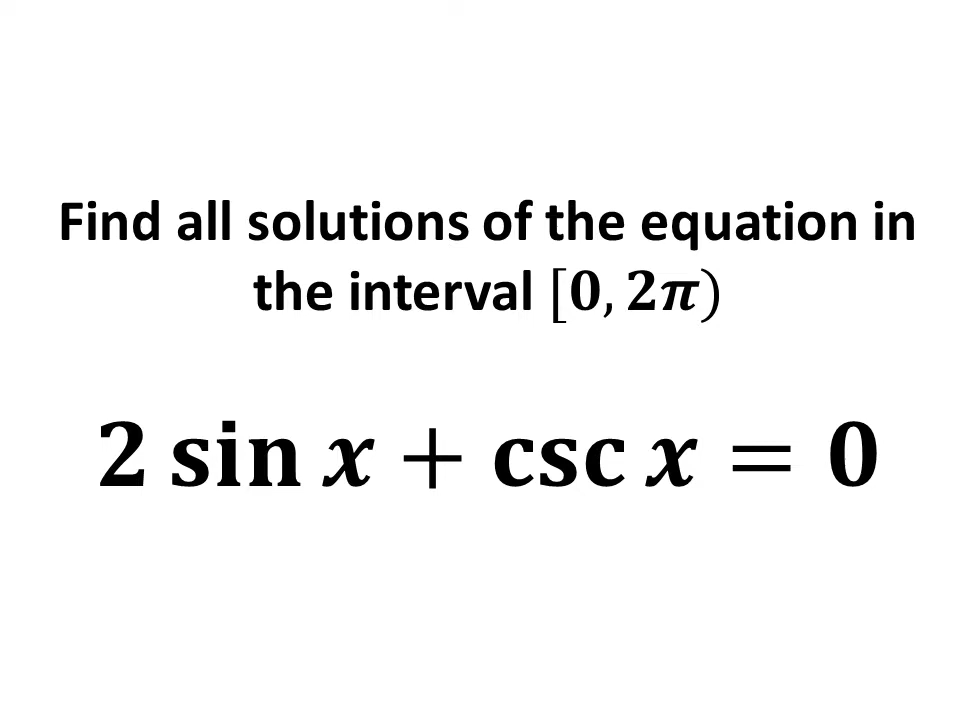 Find all solutions of the equation in
the interval [0, 2π)
2 sin x + csc x = 0